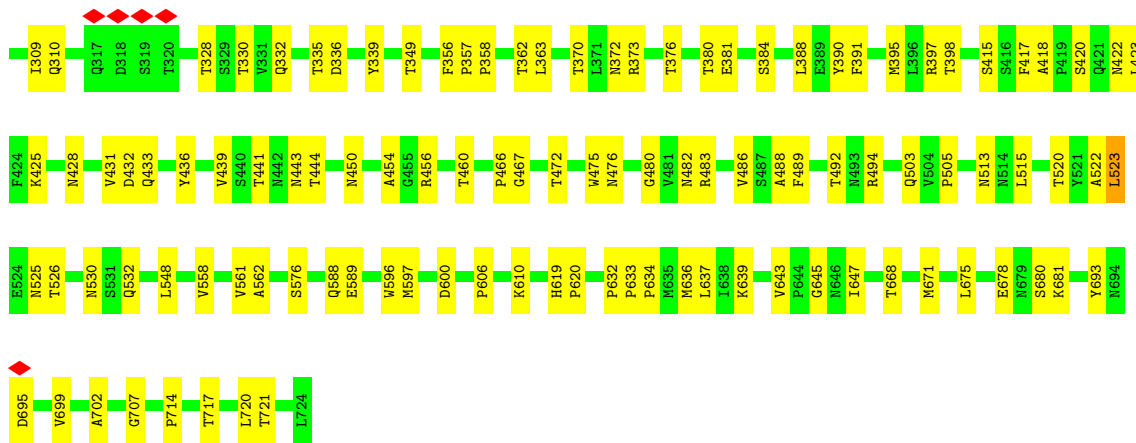 I309 Q310 Q317 D318 S319 T320 T328 S329 T330 V331 Q332 T335 D336 Y339 T349 F356 P357 P358 T362 L363 T370 L371 N372 R373 T376 T380 E381 S384 L388 E389 Y390 F391 M395 L396 R397 T398 S415 S416 F417 A418 P419 S420 Q421 N422 L423
F424 K425 N428 V431 D432 Q433 Y436 V439 S440 T441 N442 N443 T444 N450 A454 G455 R456 T460 P466 G467 T472 W475 N476 G480 V481 N482 R483 V486 S487 A488 F489 T492 N493 R494 Q503 V504 P505 N513 N514 L515 T520 Y521 A522 L523
E524 N525 T526 N530 S531 Q532 L548 V558 V561 A562 S576 Q588 E589 W596 M597 D600 P606 K610 H619 P620 P632 P633 P634 M635 M636 L637 I638 K639 V643 P644 G645 N646 I647 T668 M671 L675 E678 N679 S680 K681 Y693 N694
D695 V699 A702 G707 P714 T717 L720 T721 L724